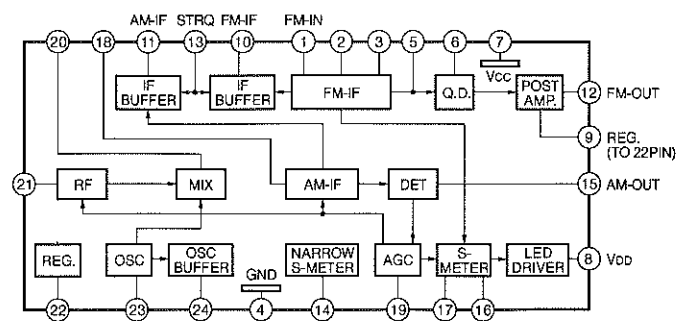 AM-IF STRQ FM-IF FM-IN
20 18 11 13 10 1 2 3 5 6 7
VCC
IF BUFFER
IF BUFFER
FM-IF
Q.D.
POST AMP.
12 FM-OUT
9 REG. (TO 22PIN)
21
RF
MIX
AM-IF
DET
15 AM-OUT
REG.
OSC
OSC BUFFER
GND
NARROW S-METER
AGC
S-METER
LED DRIVER
8 VDD
22 23 24 4 14 19 17 16